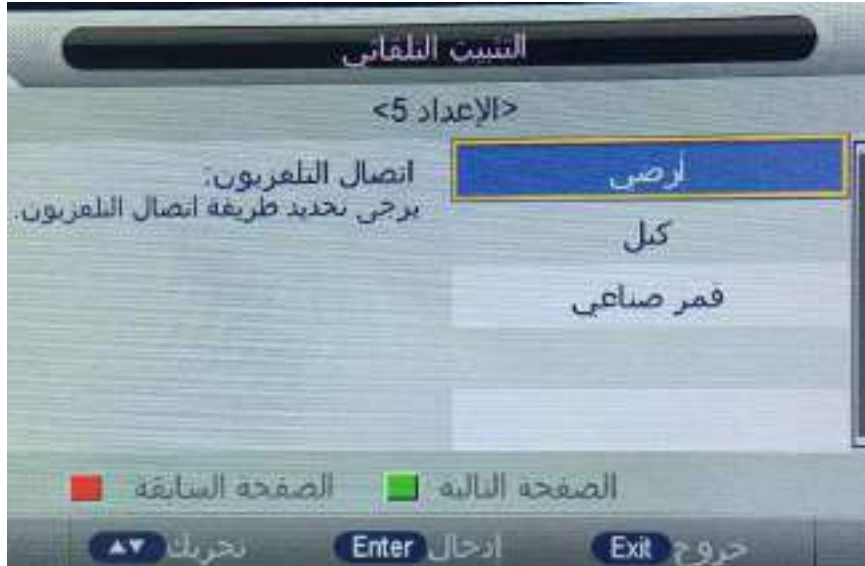 التثبيت التلقائي
<الإعداد 5>
اتصال التلفزيون:
يرجى تحديد طريقة اتصال التلفزيون.
أرضي
كبل
قمر صناعي
الصفحة السابقة الصفحة التالية
تحريك ▲▼ إدخال Enter خروج Exit